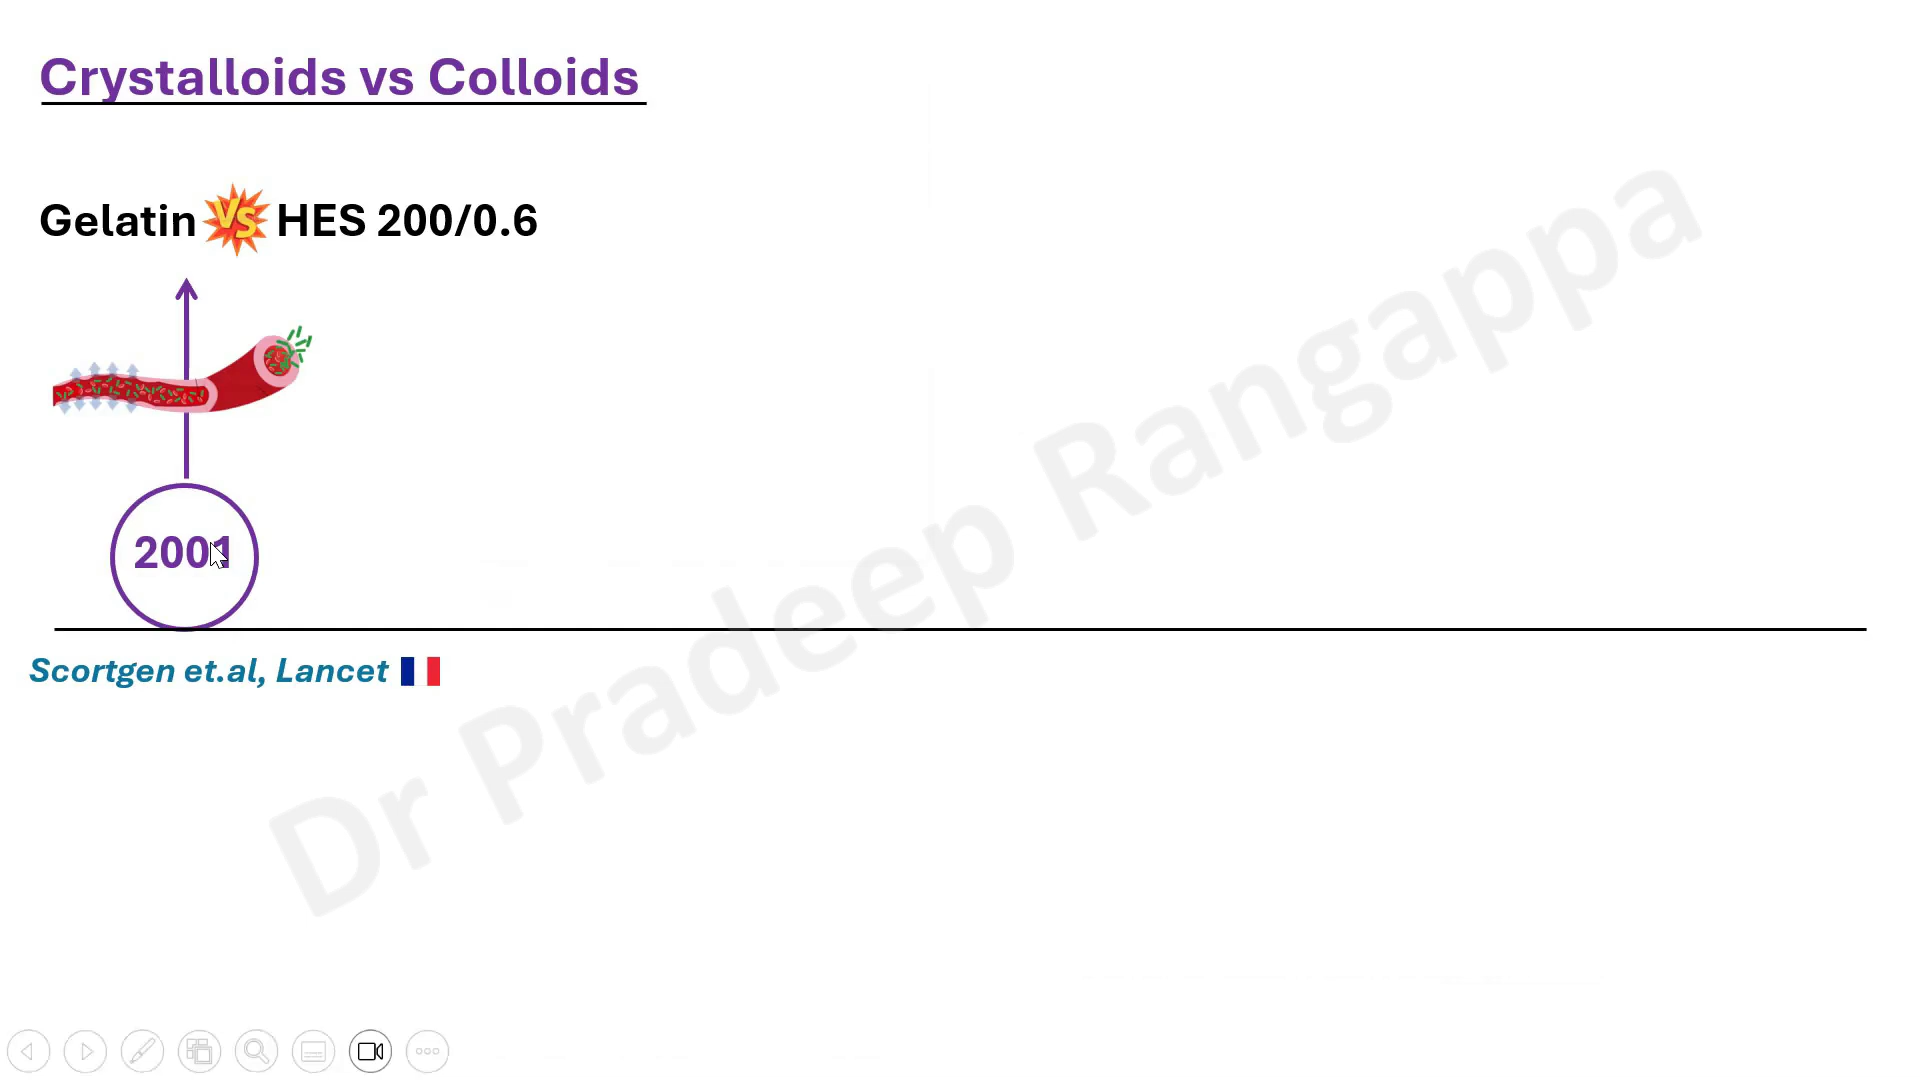 Crystalloids vs Colloids
Gelatin VS HES 200/0.6
2001
Scortgen et.al, Lancet
Dr Pradeep Rangappa